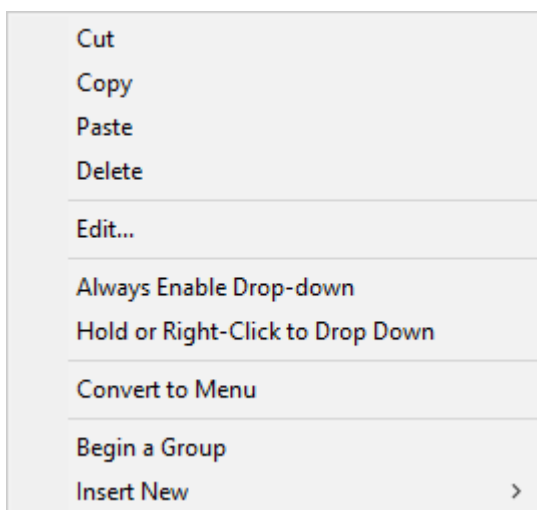 Cut
Copy
Paste
Delete
Edit...
Always Enable Drop-down
Hold or Right-Click to Drop Down
Convert to Menu
Begin a Group
Insert New